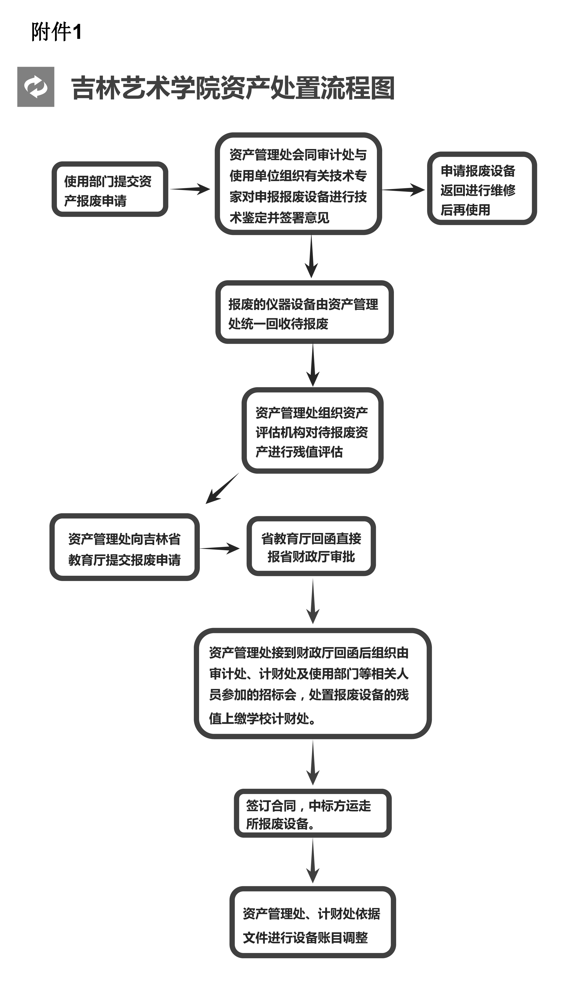 附件1
吉林艺术学院资产处置流程图
使用部门提交资
产报废申请
资产管理处会同审计处与
使用单位组织有关技术专
家对申报报废设备进行技
术鉴定并签署意见
申请报废设备
返回进行维修
后再使用
报废的仪器设备由资产管理
处统一回收待报废
资产管理处组织资产
评估机构对待报废资
产进行残值评估
资产管理处向吉林省
教育厅提交报废申请
省教育厅回函直接
报省财政厅审批
资产管理处接到财政厅回函后组织由
审计处、计财处及使用部门等相关人
员参加的招标会，处置报废设备的残
值上缴学校计财处。
签订合同，中标方运走
所报废设备。
资产管理处、计财处依据
文件进行设备账目调整